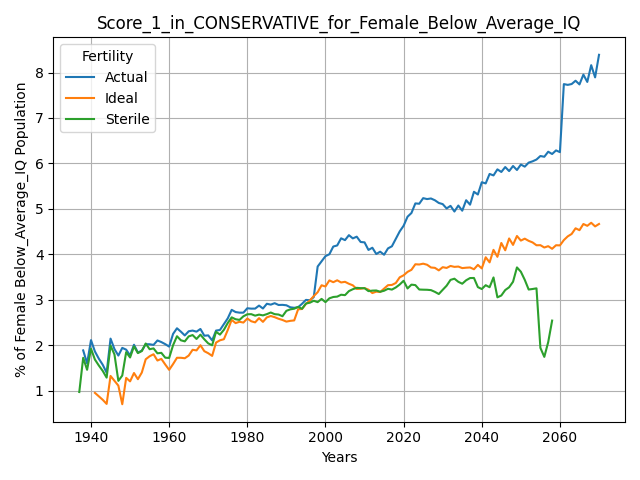 Score_1_in_CONSERVATIVE_for_Female_Below_Average_IQ
Fertility
Actual
Ideal
Sterile
% of Female Below_Average_IQ Population
8
7
6
5
4
3
2
1
1940 1960 1980 2000 2020 2040 2060
Years